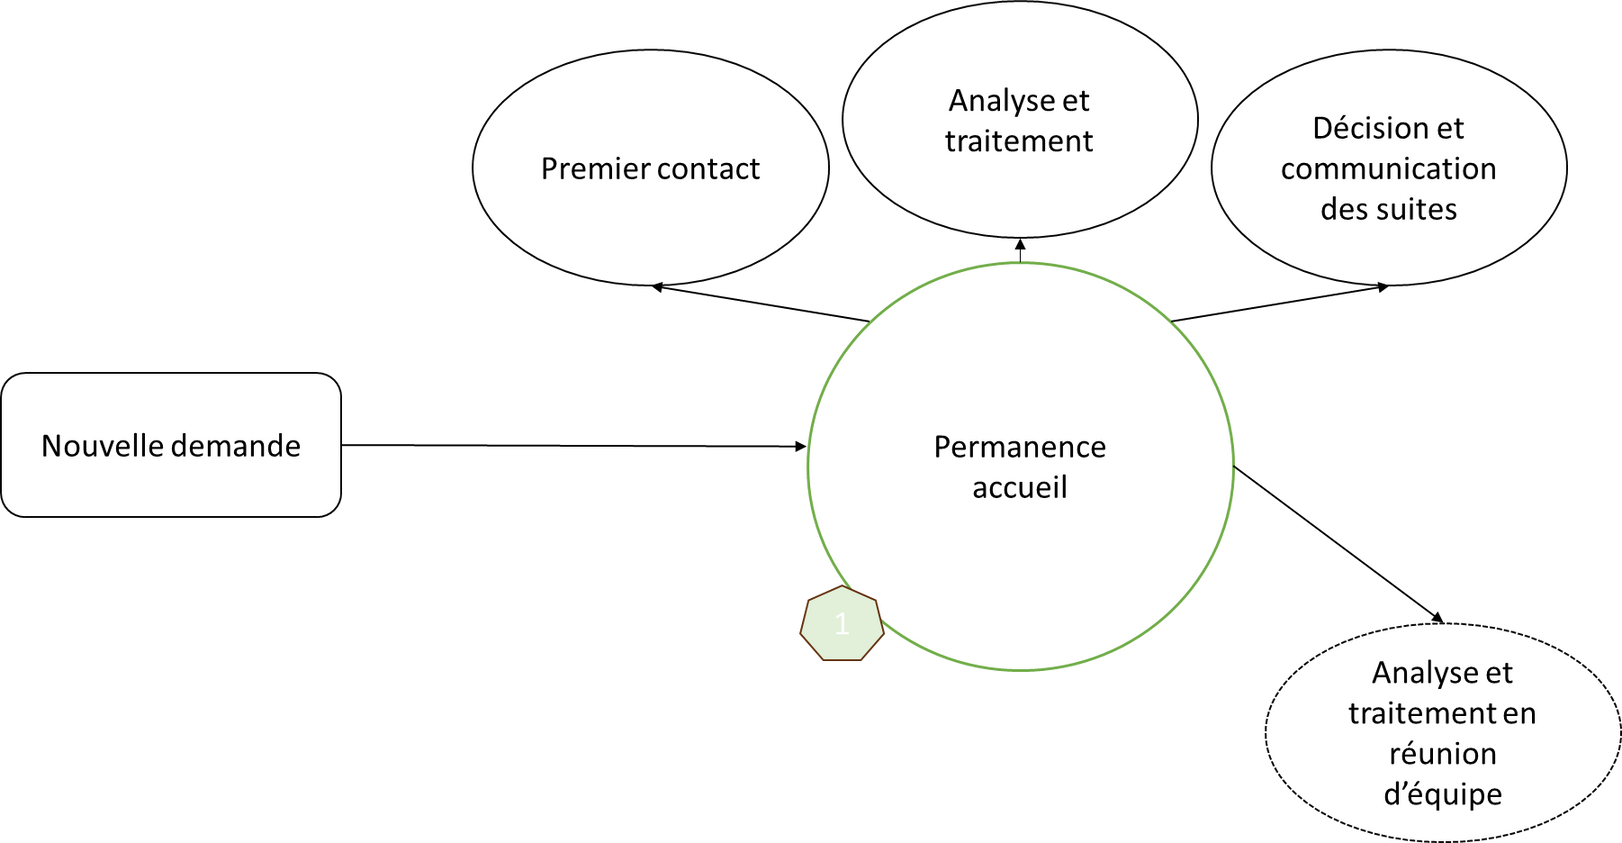 Premier contact
Analyse et
traitement
Décision et
communication
des suites
Nouvelle demande
Permanence
accueil
1
Analyse et
traitement en
réunion
d’équipe